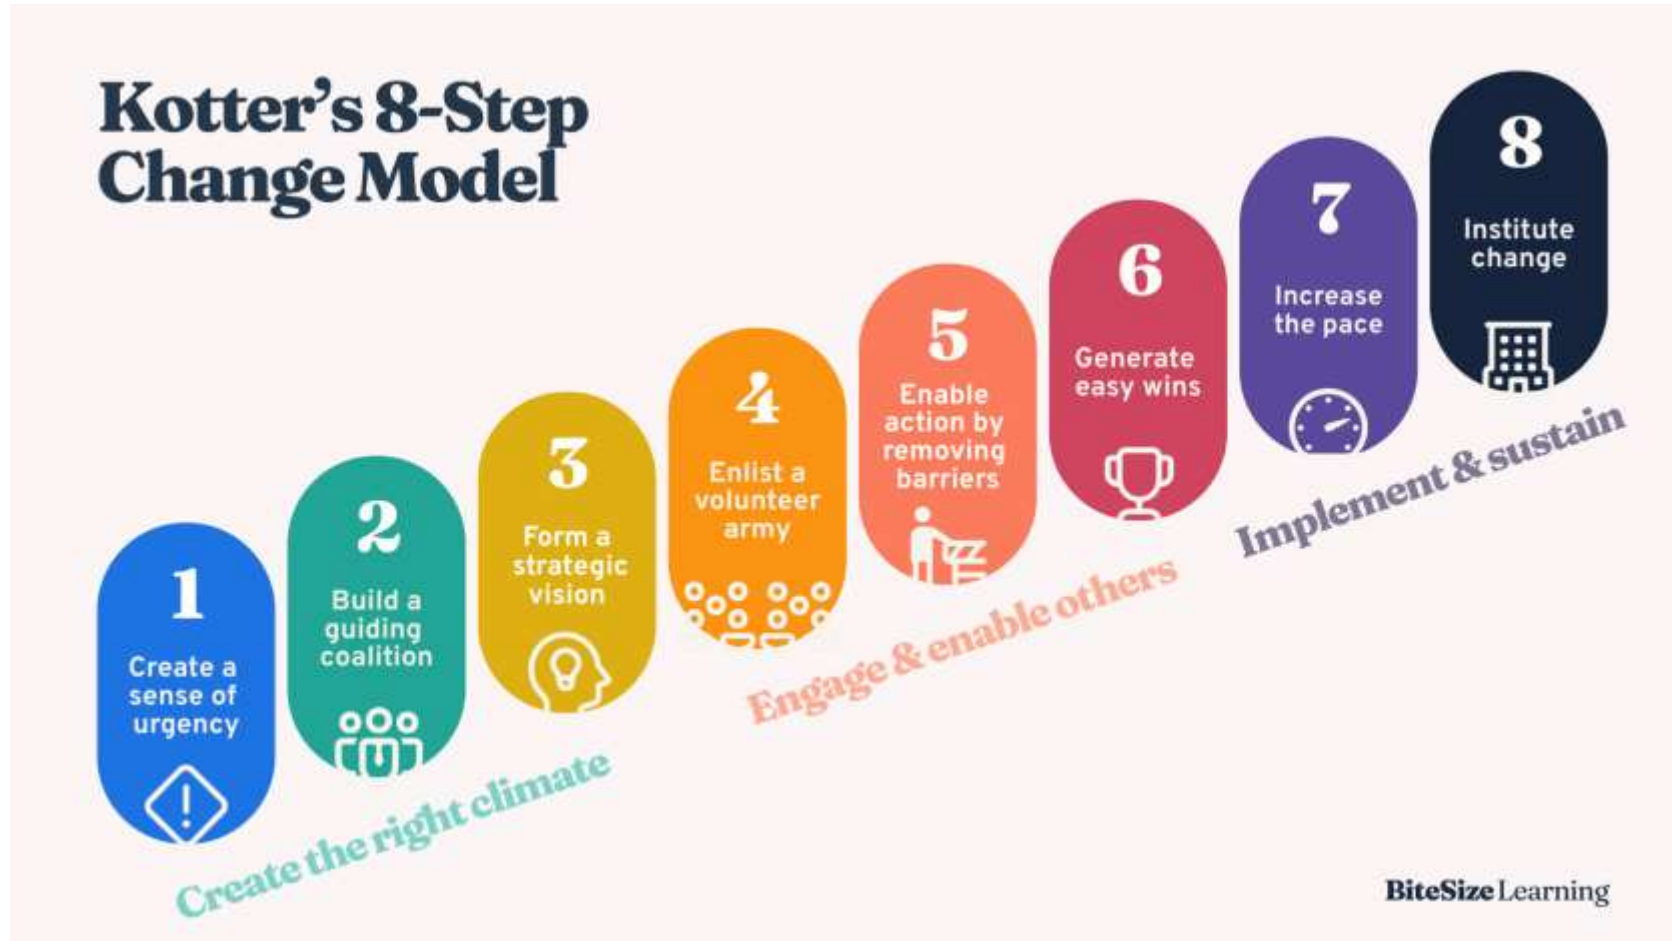 Kotter's 8-Step
Change Model
1
Create a
sense of
urgency
2
Build a
guiding
coalition
3
Form a
strategic
vision
4
Enlist a
volunteer
army
5
Enable
action by
removing
barriers
6
Generate
easy wins
7
Increase
the pace
8
Institute
change
Create the right climate
Engage & enable others
Implement & sustain
BiteSize Learning